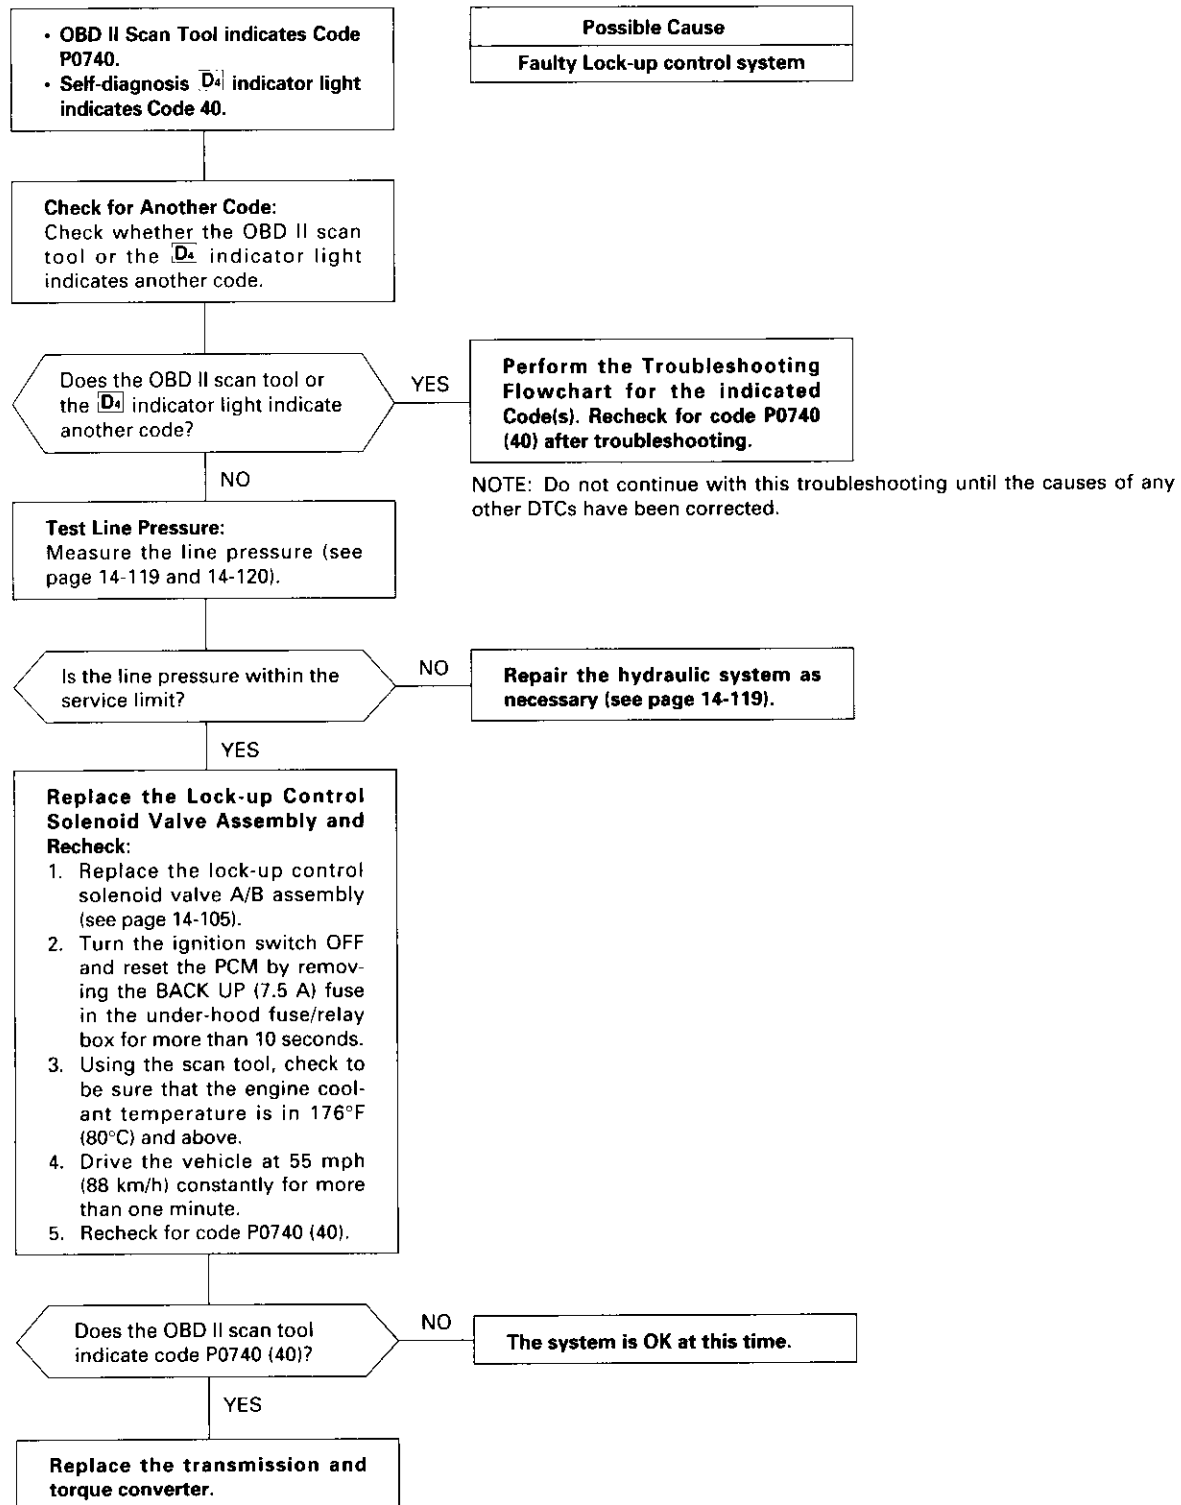 • OBD II Scan Tool indicates Code
P0740.
• Self-diagnosis D4 indicator light
indicates Code 40.
Possible Cause
Faulty Lock-up control system
Check for Another Code:
Check whether the OBD II scan
tool or the D4 indicator light
indicates another code.
Does the OBD II scan tool or
the D4 indicator light indicate
another code?
YES
Perform the Troubleshooting
Flowchart for the indicated
Code(s). Recheck for code P0740
(40) after troubleshooting.
NOTE: Do not continue with this troubleshooting until the causes of any
other DTCs have been corrected.
NO
Test Line Pressure:
Measure the line pressure (see
page 14-119 and 14-120).
Is the line pressure within the
service limit?
NO
Repair the hydraulic system as
necessary (see page 14-119).
YES
Replace the Lock-up Control
Solenoid Valve Assembly and
Recheck:
1. Replace the lock-up control
solenoid valve A/B assembly
(see page 14-105).
2. Turn the ignition switch OFF
and reset the PCM by remov-
ing the BACK UP (7.5 A) fuse
in the under-hood fuse/relay
box for more than 10 seconds.
3. Using the scan tool, check to
be sure that the engine cool-
ant temperature is in 176°F
(80°C) and above.
4. Drive the vehicle at 55 mph
(88 km/h) constantly for more
than one minute.
5. Recheck for code P0740 (40).
Does the OBD II scan tool
indicate code P0740 (40)?
NO
The system is OK at this time.
YES
Replace the transmission and
torque converter.